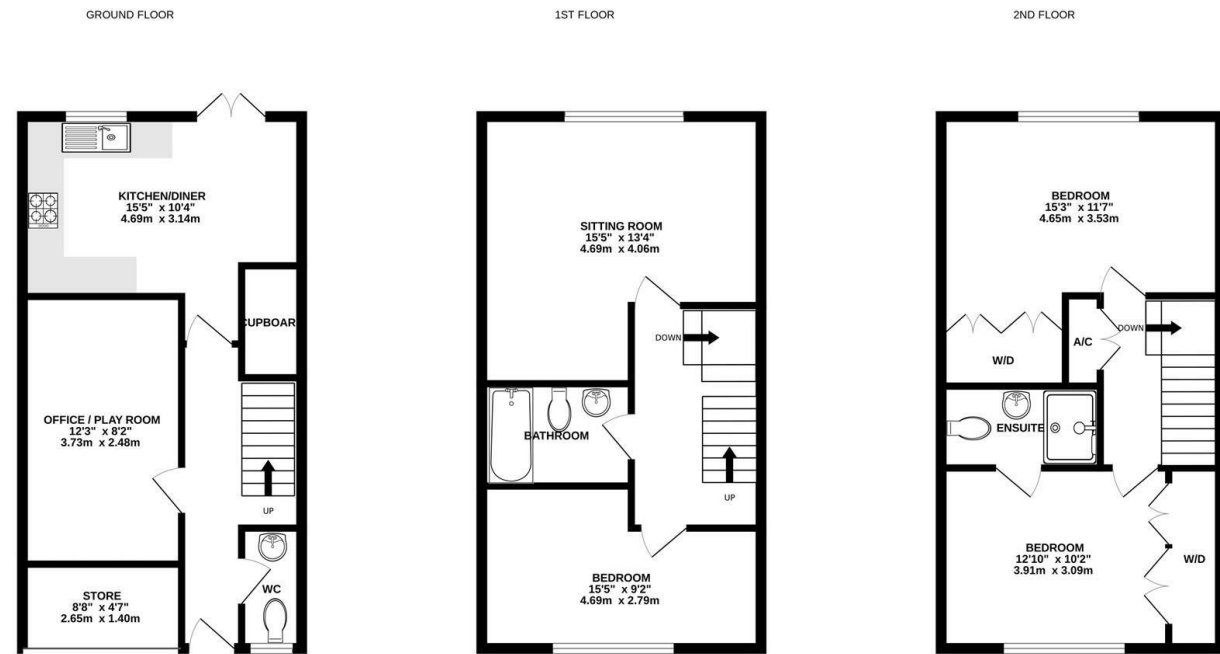 GROUND FLOOR
1ST FLOOR
2ND FLOOR
KITCHEN/DINER
15'5" x 10'4"
4.69m x 3.14m
CUPBOAR
OFFICE / PLAY ROOM
12'3" x 8'2"
3.73m x 2.48m
UP
WC
STORE
8'8" x 4'7"
2.65m x 1.40m
SITTING ROOM
15'5" x 13'4"
4.69m x 4.06m
DOWN
BATHROOM
UP
BEDROOM
15'5" x 9'2"
4.69m x 2.79m
BEDROOM
15'3" x 11'7"
4.65m x 3.53m
DOWN
A/C
W/D
ENSUITE
BEDROOM
12'10" x 10'2"
3.91m x 3.09m
W/D